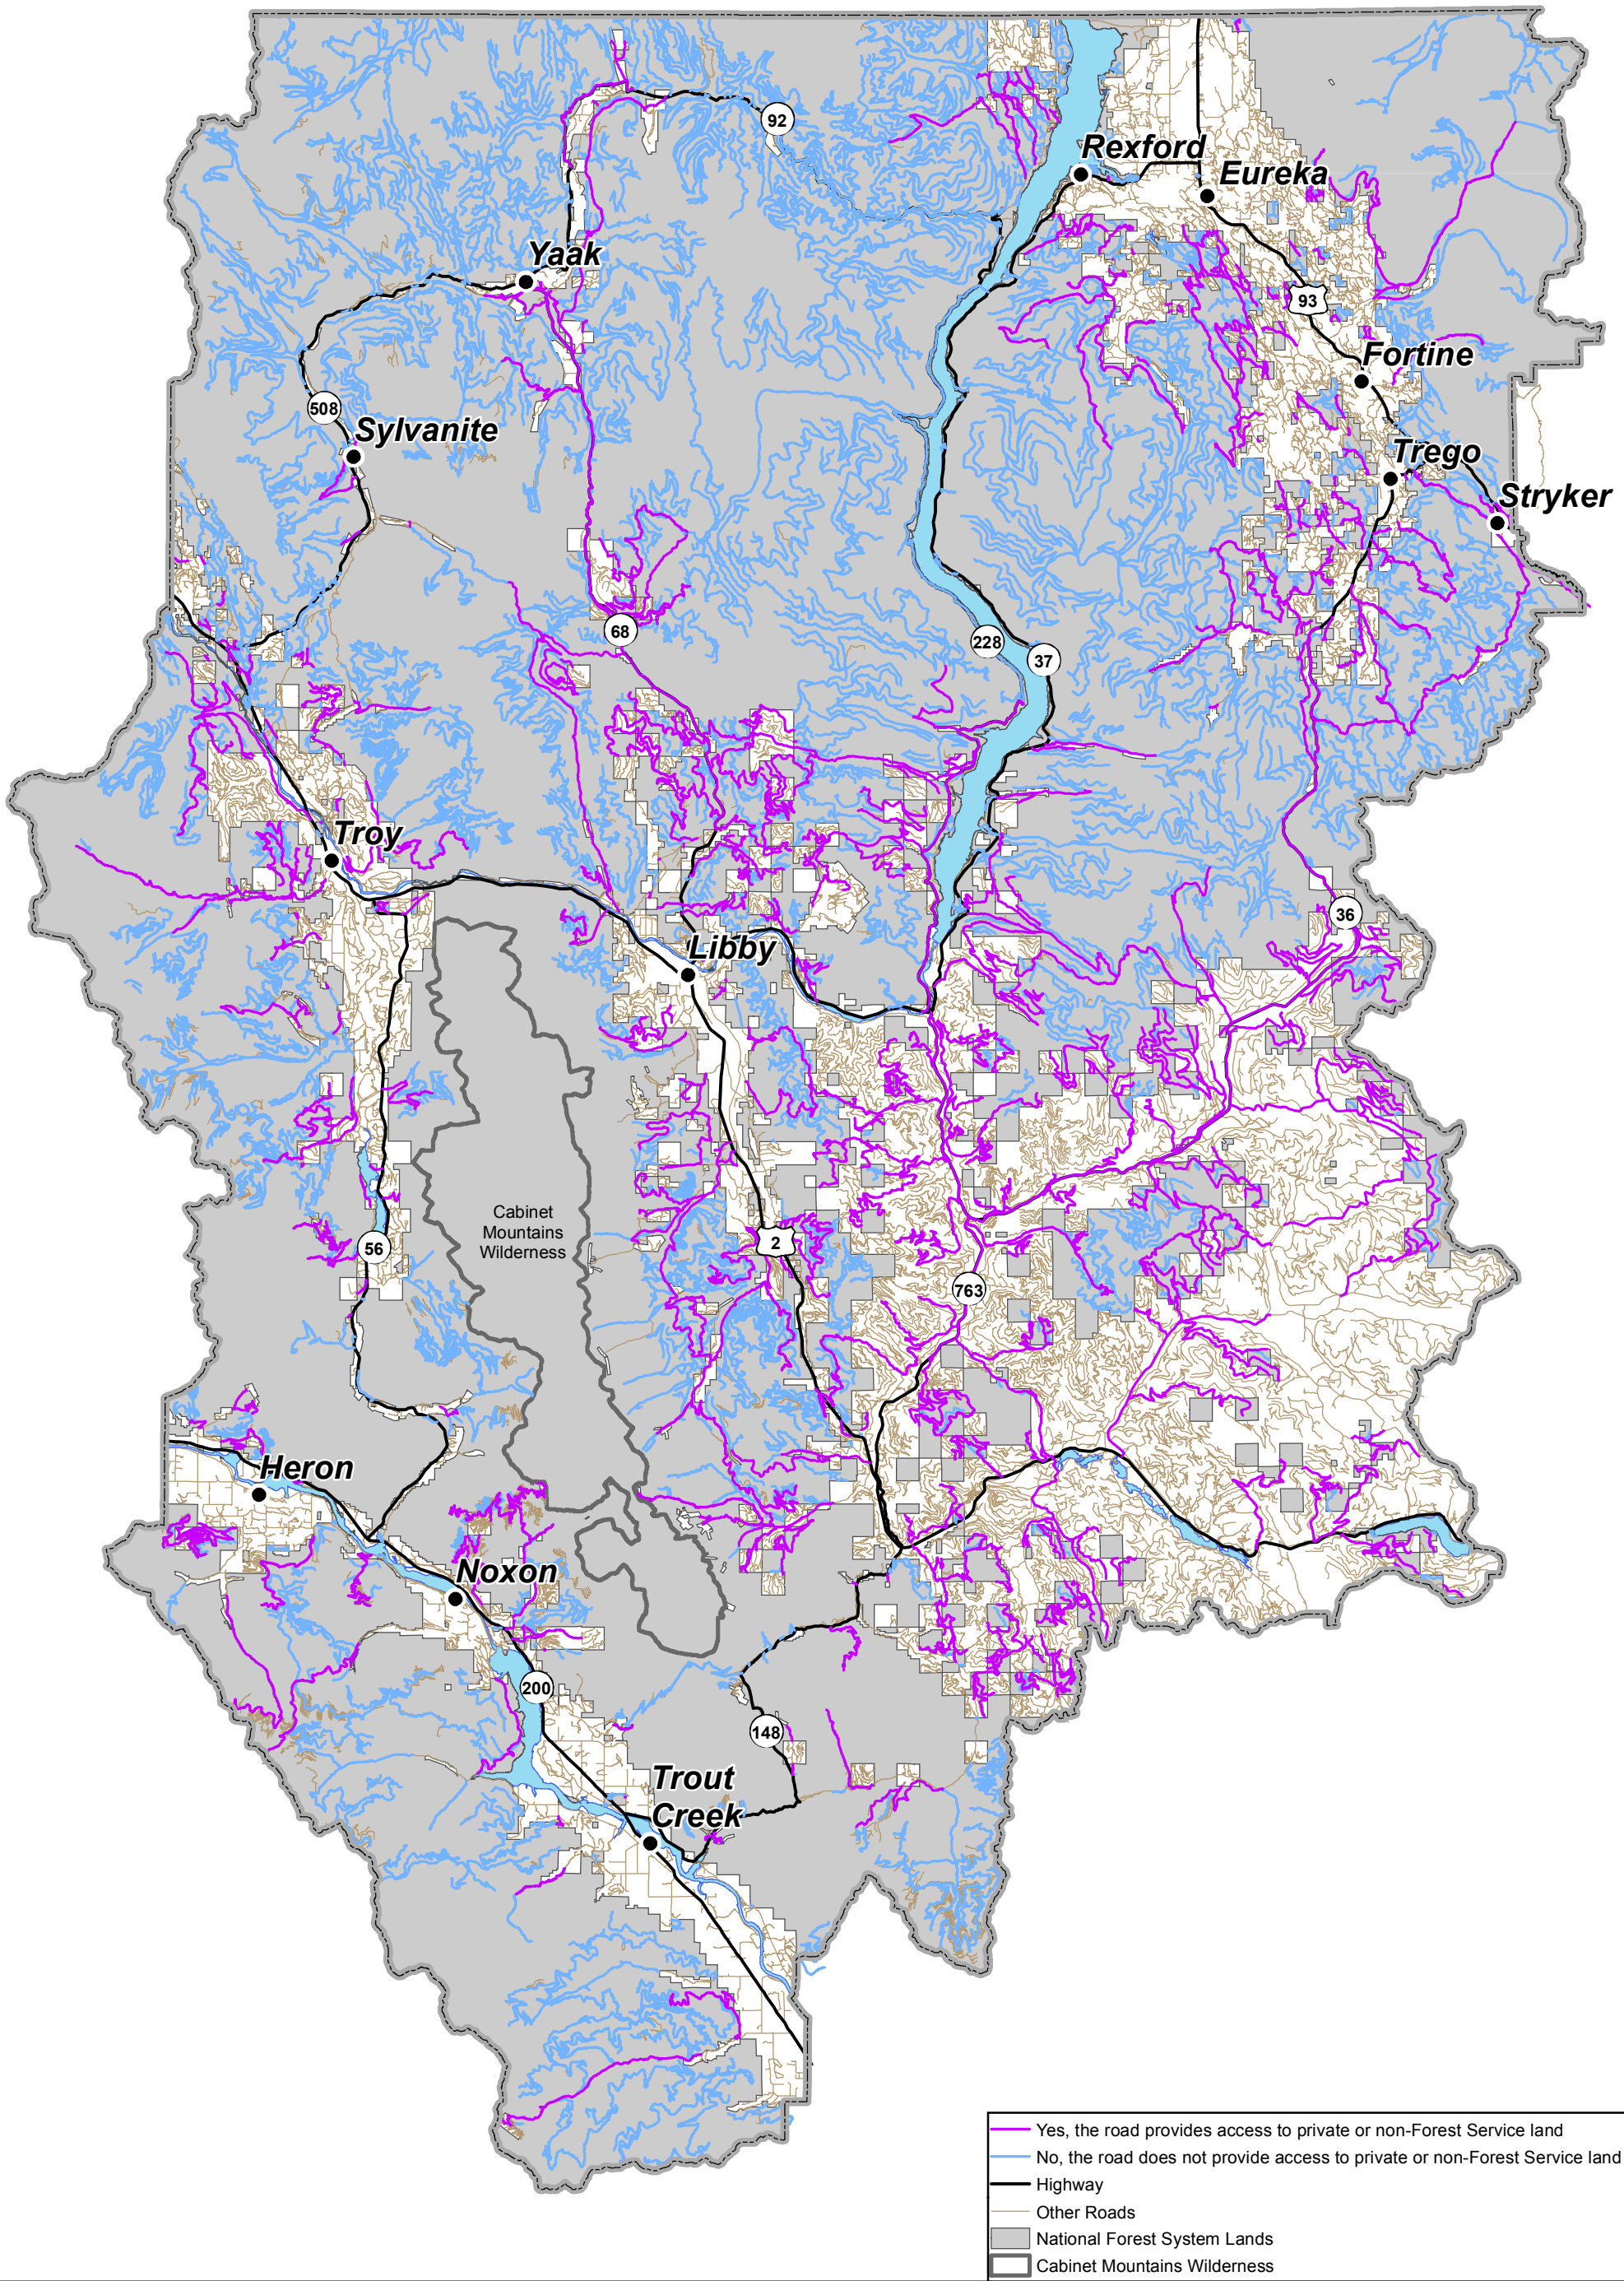 92
Rexford
Eureka
Yaak
93
Fortine
508
Sylvanite
Trego
Stryker
68
228
37
Troy
36
Libby
Cabinet
Mountains
Wilderness
56
2
763
Heron
Noxon
200
148
Trout
Creek
Yes, the road provides access to private or non-Forest Service land
No, the road does not provide access to private or non-Forest Service land
Highway
Other Roads
National Forest System Lands
Cabinet Mountains Wilderness